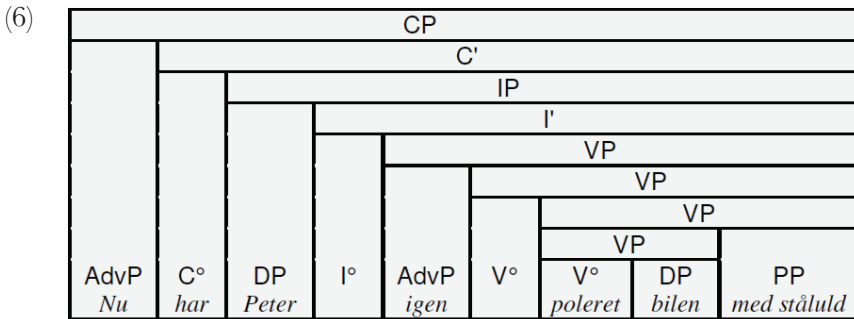 (6)
CP
C'
IP
I'
VP
VP
VP
VP
AdvP C° DP I° AdvP V° V° DP PP
Nu har Peter igen poleret bilen med ståluld